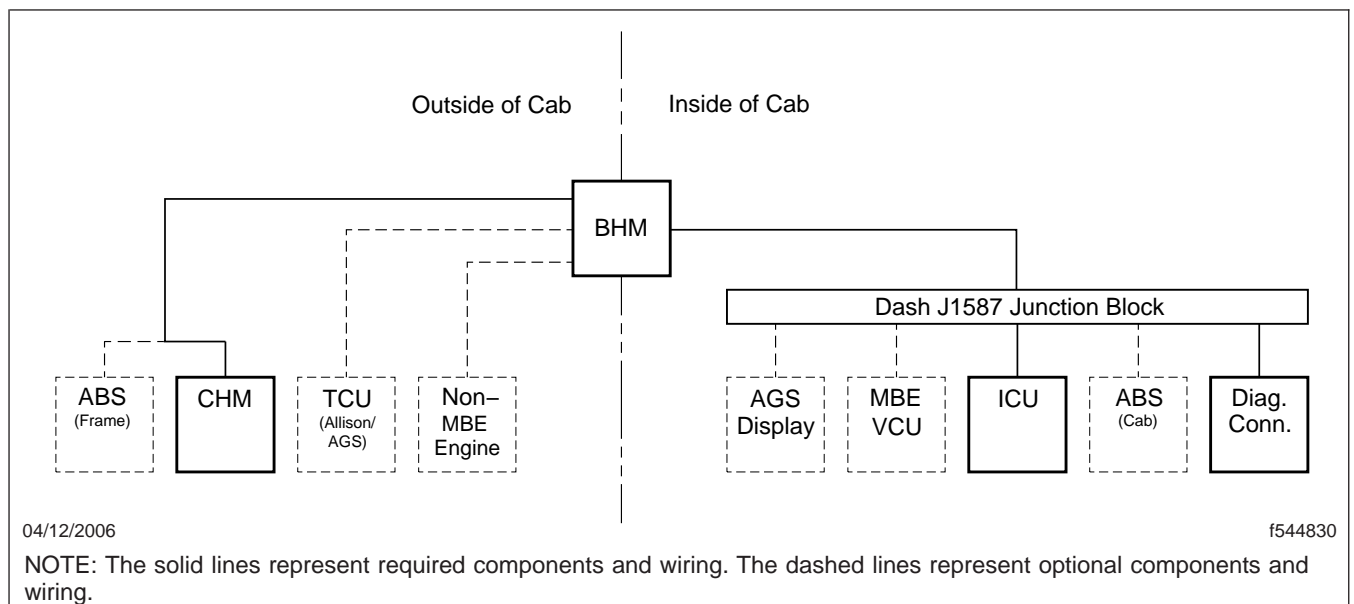 Outside of Cab
Inside of Cab
BHM
Dash J1587 Junction Block
ABS
(Frame)
CHM
TCU
(Allison/
AGS)
Non–
MBE
Engine
AGS
Display
MBE
VCU
ICU
ABS
(Cab)
Diag.
Conn.
04/12/2006
f544830
NOTE: The solid lines represent required components and wiring. The dashed lines represent optional components and
wiring.